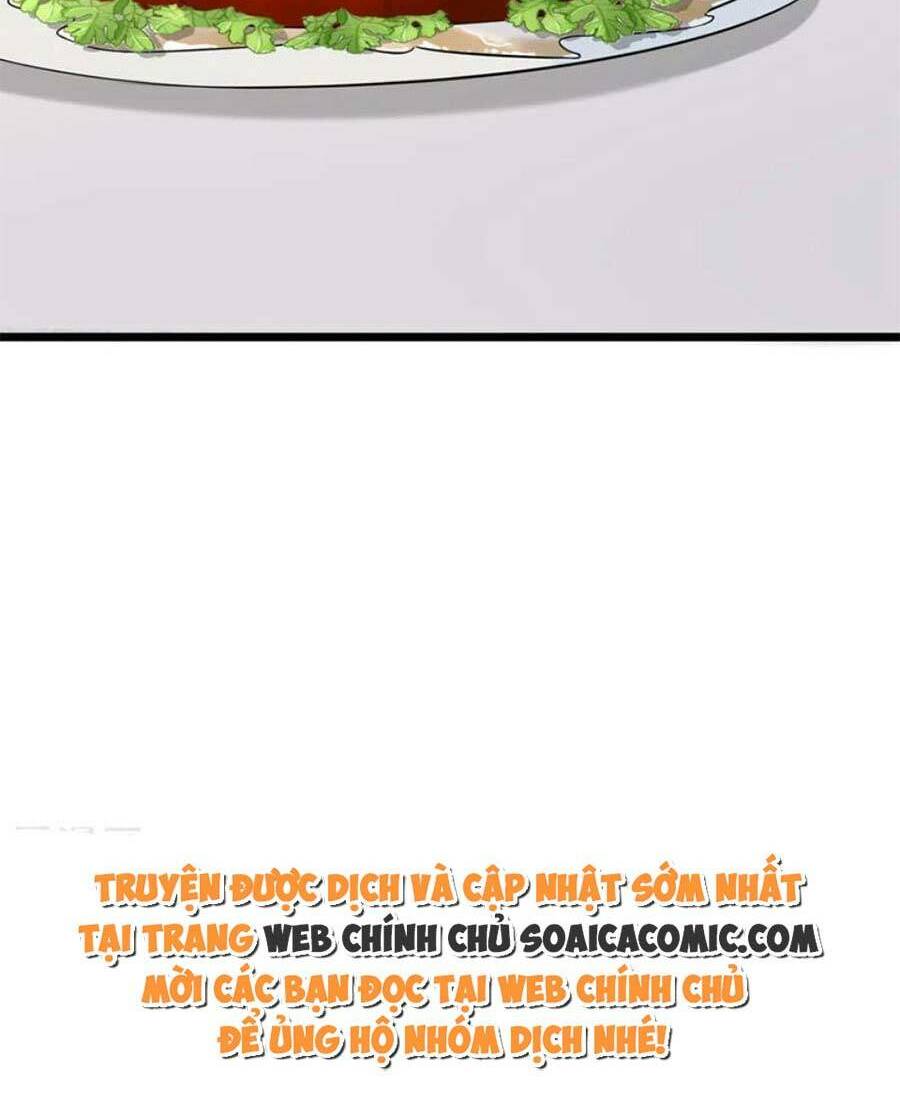 TRUYỆN ĐƯỢC DỊCH VÀ CẬP NHẬT SỚM NHẤT
TẠI TRANG WEB CHÍNH CHỦ SOAICACOMIC.COM
MỜI CÁC BẠN ĐỌC TẠI WEB CHÍNH CHỦ
ĐỂ ỦNG HỘ NHÓM DỊCH NHÉ!